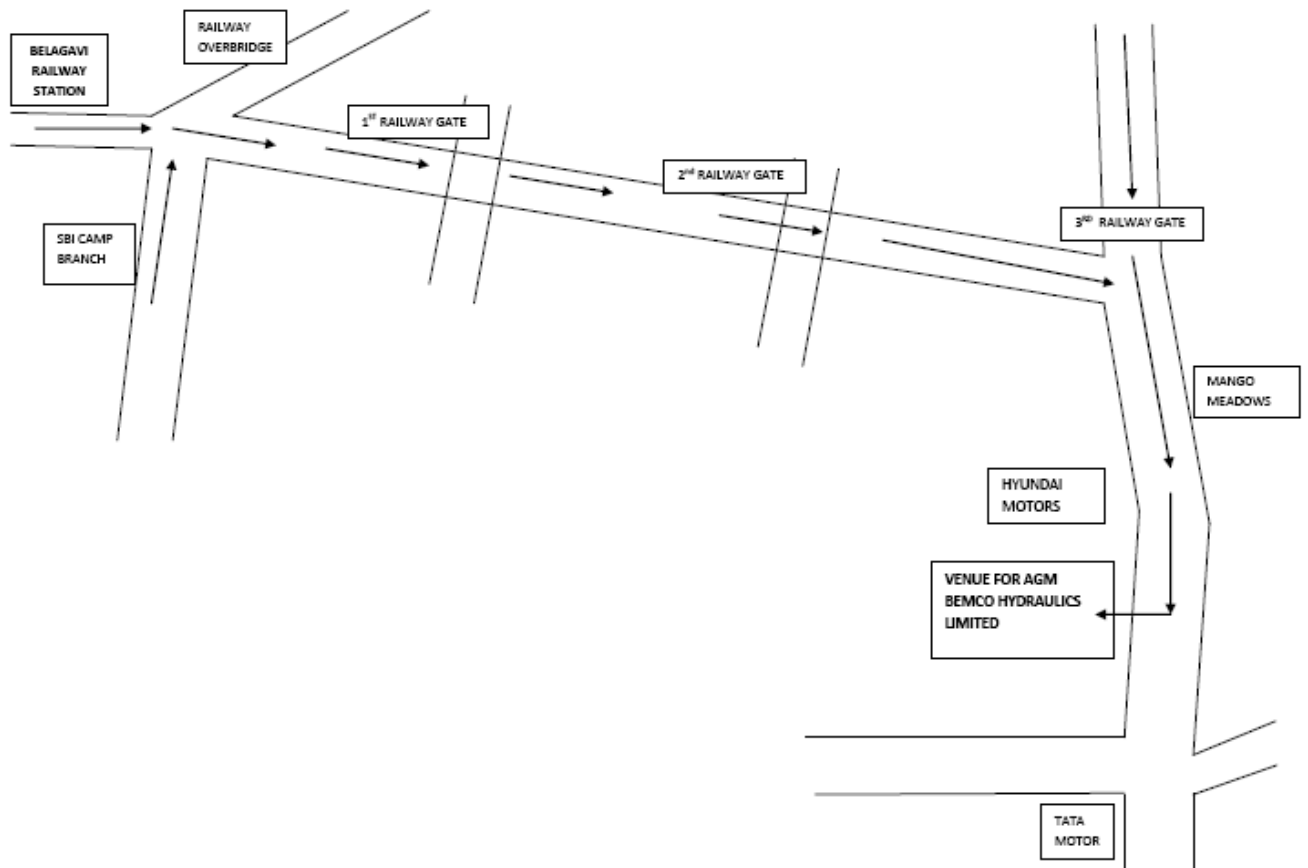 RAILWAY
OVERBRIDGE
BELAGAVI
RAILWAY
STATION
1ST RAILWAY GATE
2nd RAILWAY GATE
3RD RAILWAY GATE
SBI CAMP
BRANCH
MANGO
MEADOWS
HYUNDAI
MOTORS
VENUE FOR AGM
BEMCO HYDRAULICS
LIMITED
TATA
MOTOR